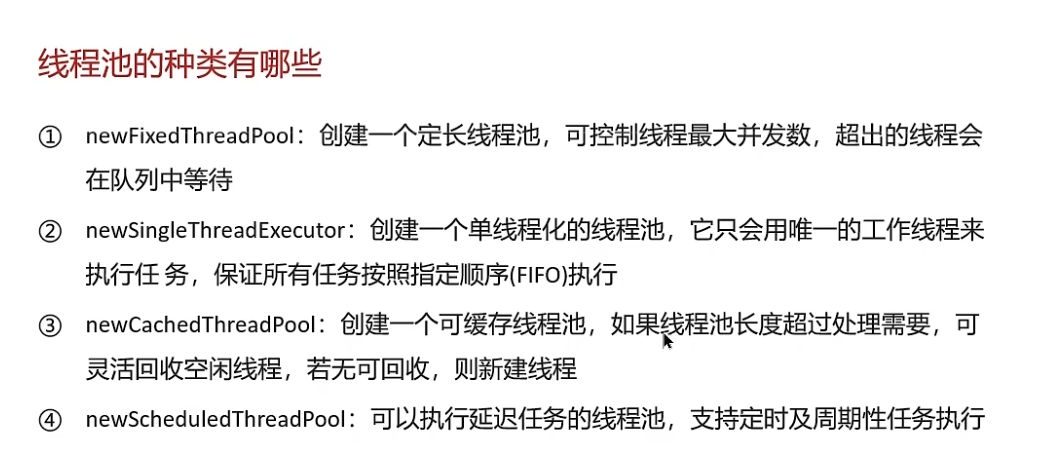 线程池的种类有哪些
① newFixedThreadPool：创建一个定长线程池，可控制线程最大并发数，超出的线程会
在队列中等待
② newSingleThreadExecutor：创建一个单线程化的线程池，它只会用唯一的工作线程来
执行任 务，保证所有任务按照指定顺序(FIFO)执行
③ newCachedThreadPool：创建一个可缓存线程池，如果线程池长度超过处理需要，可
灵活回收空闲线程，若无可回收，则新建线程
④ newScheduledThreadPool：可以执行延迟任务的线程池，支持定时及周期性任务执行